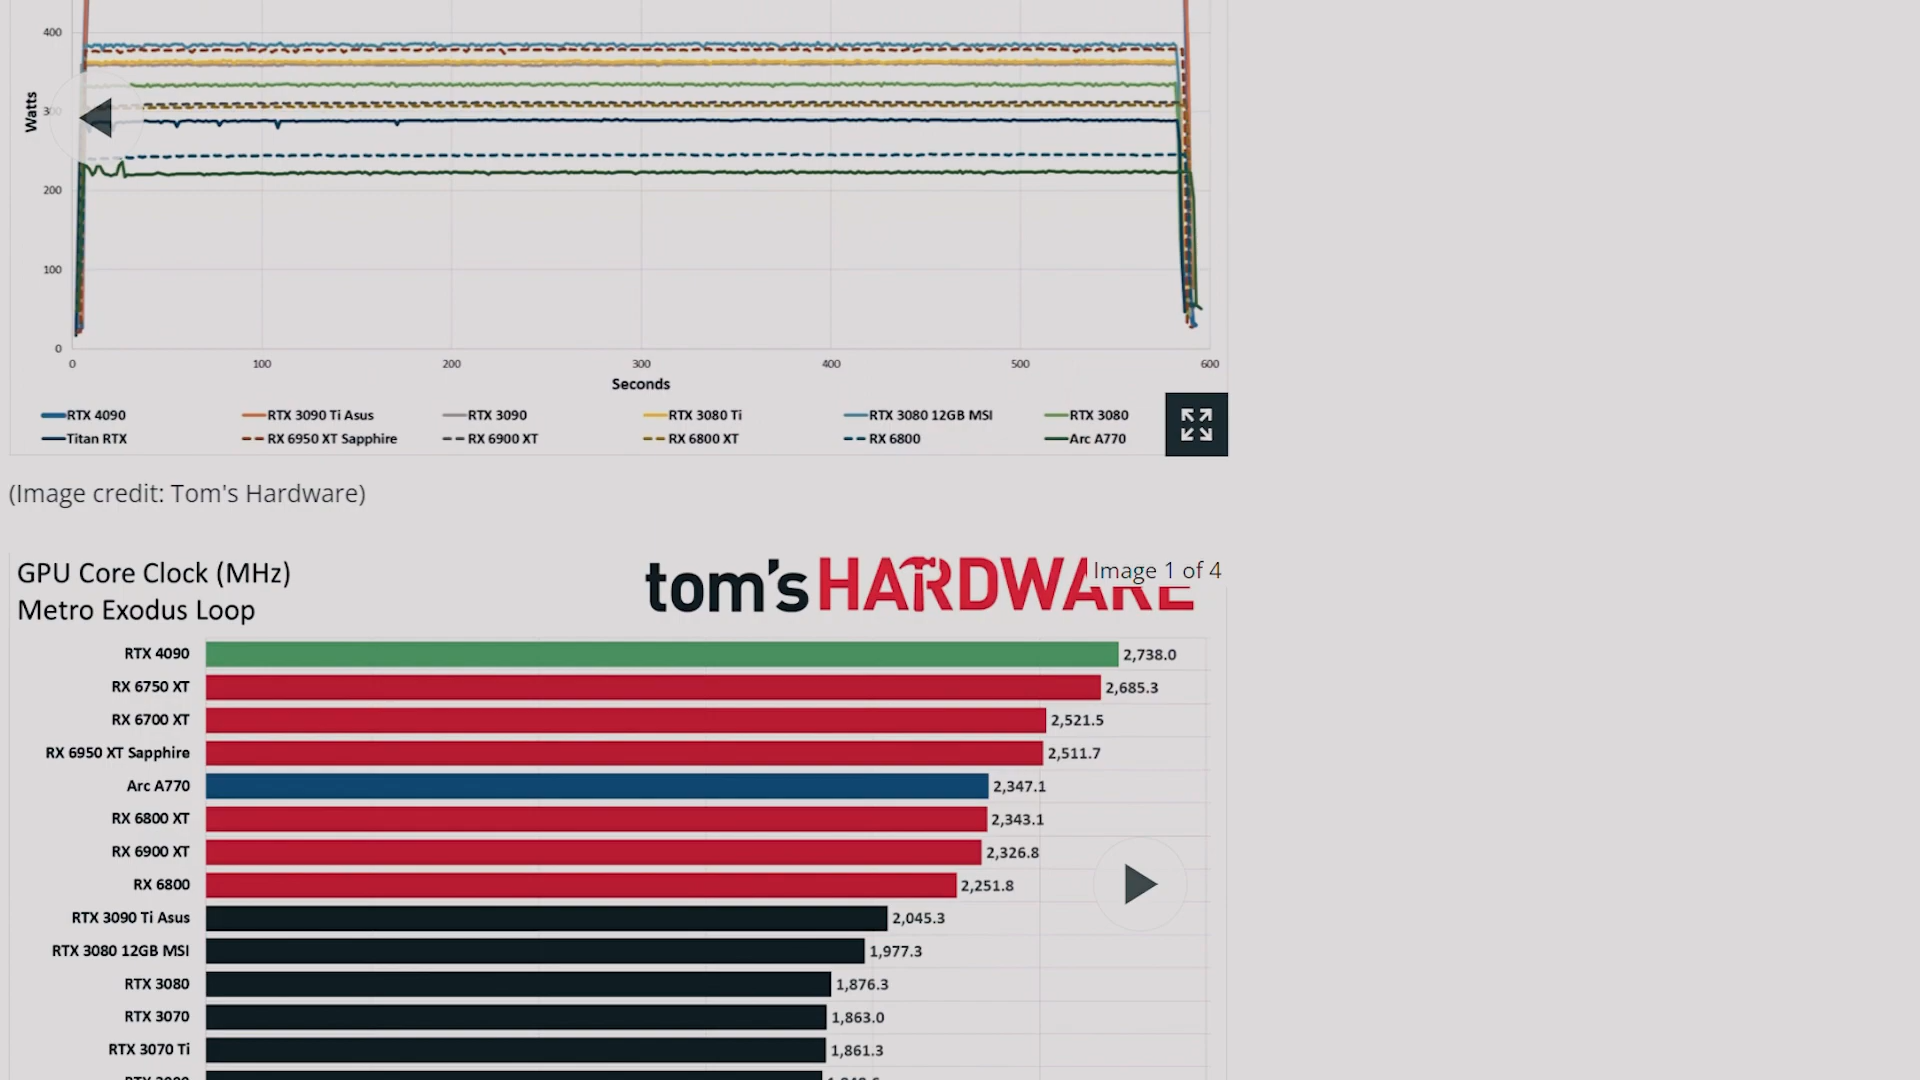 400
Watts
200
100
0
0 100 200 300 400 500 600
Seconds
RTX 4090 RTX 3090 Ti Asus RTX 3090 RTX 3080 Ti RTX 3080 12GB MSI RTX 3080
Titan RTX RX 6950 XT Sapphire RX 6900 XT RX 6800 XT RX 6800 Arc A770
(Image credit: Tom's Hardware)
GPU Core Clock (MHz)
Metro Exodus Loop
tom's HARDWARE
Image 1 of 4
RTX 4090 2,738.0
RX 6750 XT 2,685.3
RX 6700 XT 2,521.5
RX 6950 XT Sapphire 2,511.7
Arc A770 2,347.1
RX 6800 XT 2,343.1
RX 6900 XT 2,326.8
RX 6800 2,251.8
RTX 3090 Ti Asus 2,045.3
RTX 3080 12GB MSI 1,977.3
RTX 3080 1,876.3
RTX 3070 1,863.0
RTX 3070 Ti 1,861.3